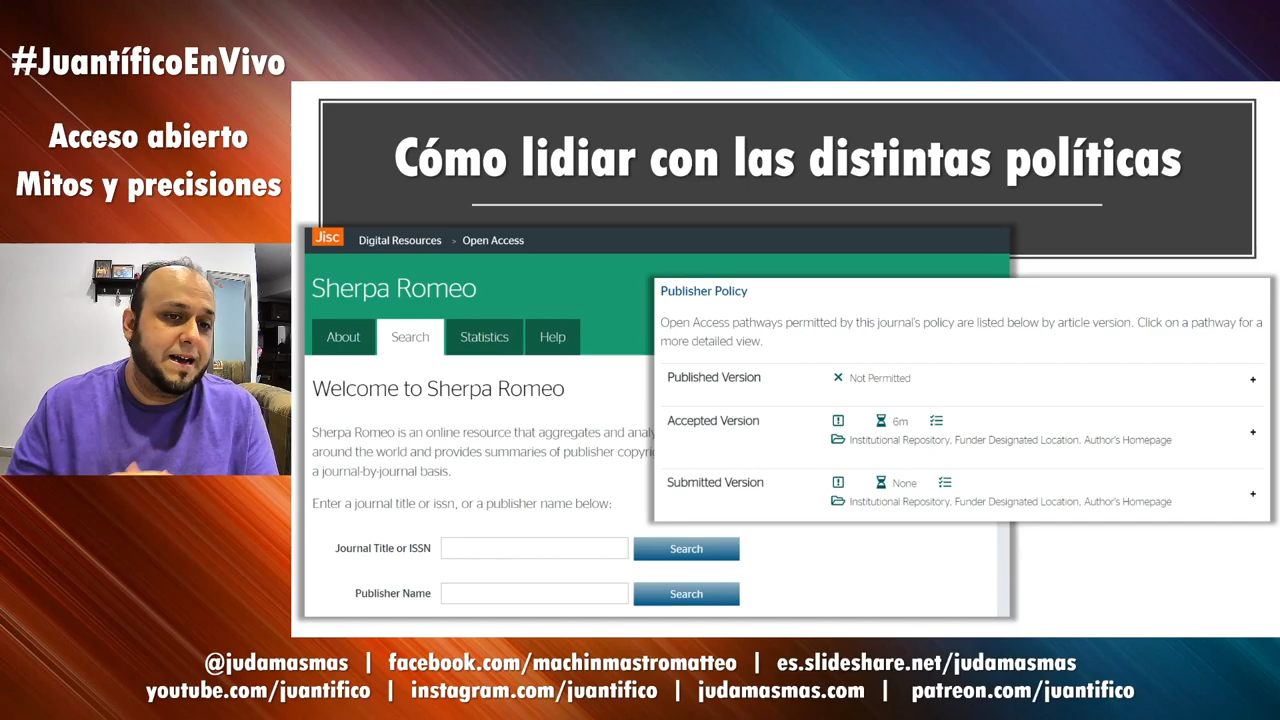 #JuantíficoEnVivo
Acceso abierto
Mitos y precisiones
Cómo lidiar con las distintas políticas
Jisc
Digital Resources > Open Access
Sherpa Romeo
About
Search
Statistics
Help
Welcome to Sherpa Romeo
Sherpa Romeo is an online resource that aggregates and analy
around the world and provides summaries of publisher copyri
a journal-by-journal basis.
Enter a journal title or issn, or a publisher name below:
Journal Title or ISSN
Search
Publisher Name
Search
Publisher Policy
Open Access pathways permitted by this journal's policy are listed below by article version. Click on a pathway for a
more detailed view.
Published Version
Not Permitted
+
Accepted Version
6m
Institutional Repository, Funder Designated Location, Author's Homepage
+
Submitted Version
None
Institutional Repository, Funder Designated Location, Author's Homepage
+
@judamasmas | facebook.com/machinmastromatteo | es.slideshare.net/judamasmas
youtube.com/juantifico | instagram.com/juantifico | judamasmas.com | patreon.com/juantifico